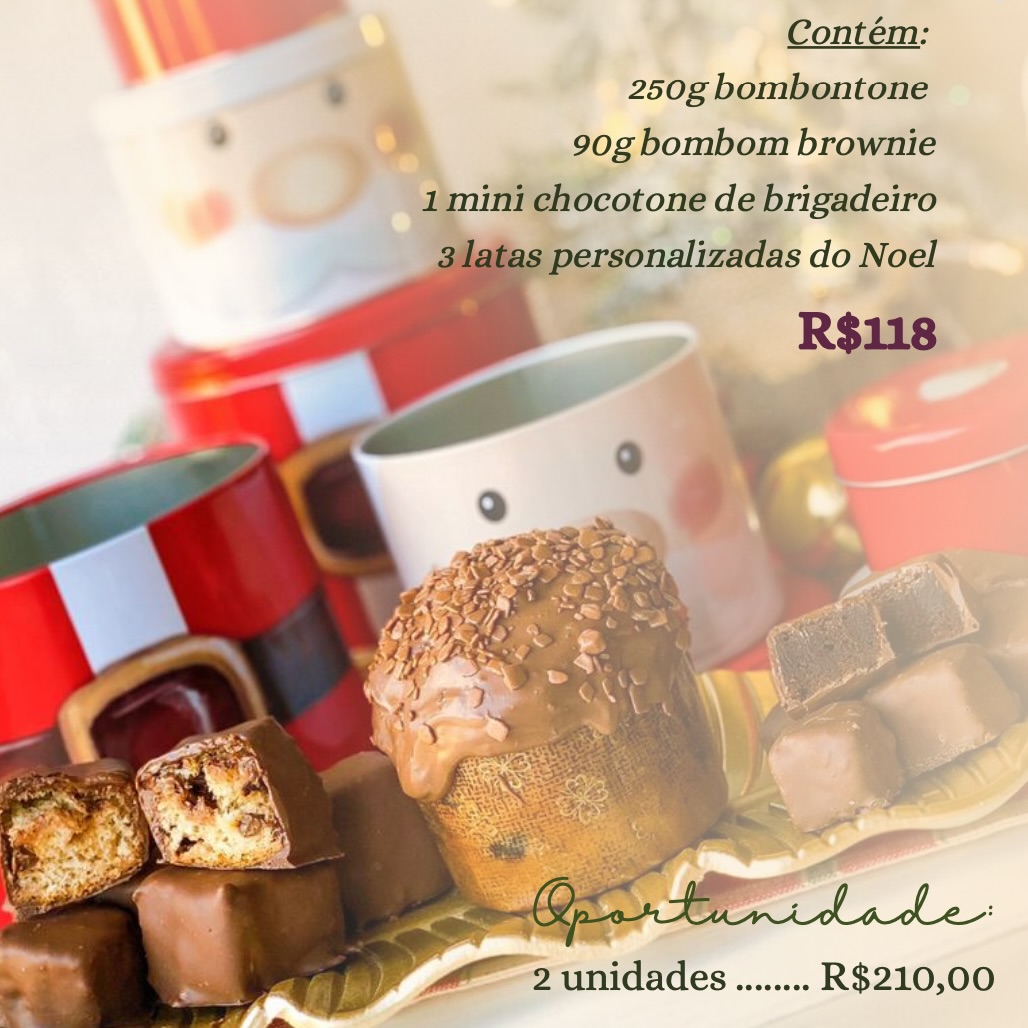 Contém:
250g bombontone
90g bombom brownie
1 mini chocotone de brigadeiro
3 latas personalizadas do Noel
R$118
Oportunidade:
2 unidades ........ R$210,00